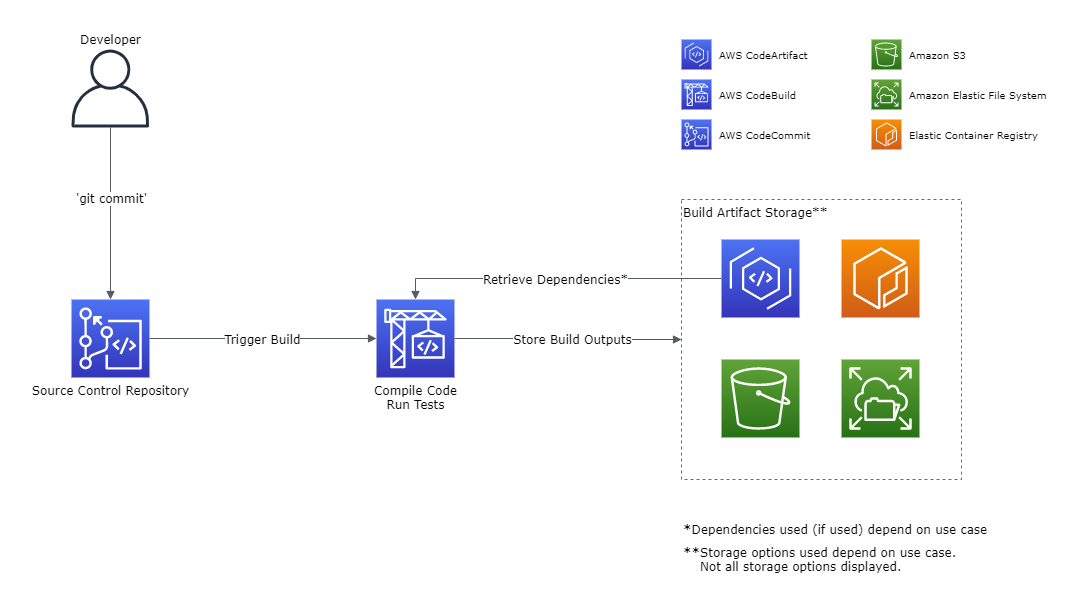 Developer
AWS CodeArtifact
Amazon S3
AWS CodeBuild
Amazon Elastic File System
AWS CodeCommit
Elastic Container Registry
'git commit'
Build Artifact Storage**
Retrieve Dependencies*
Trigger Build
Store Build Outputs
Source Control Repository
Compile Code
Run Tests
*Dependencies used (if used) depend on use case
**Storage options used depend on use case.
Not all storage options displayed.